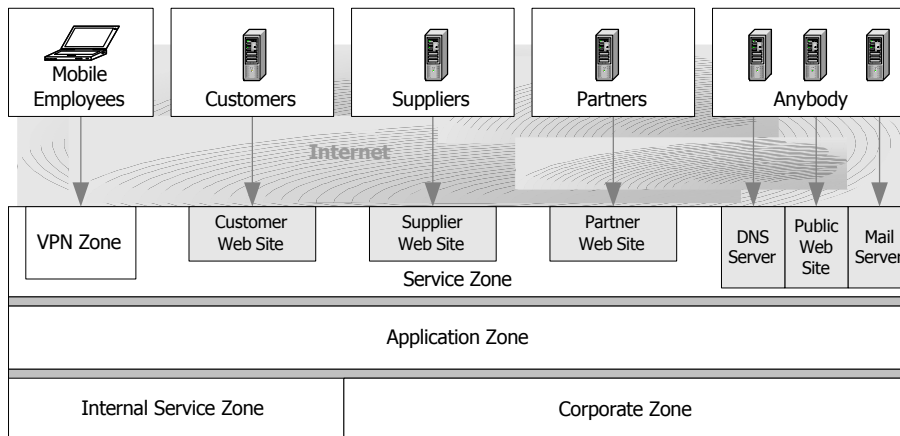 Mobile
Employees
Customers
Suppliers
Partners
Anybody
Internet
VPN Zone
Customer
Web Site
Supplier
Web Site
Partner
Web Site
DNS
Server
Public
Web
Site
Mail
Server
Service Zone
Application Zone
Internal Service Zone
Corporate Zone